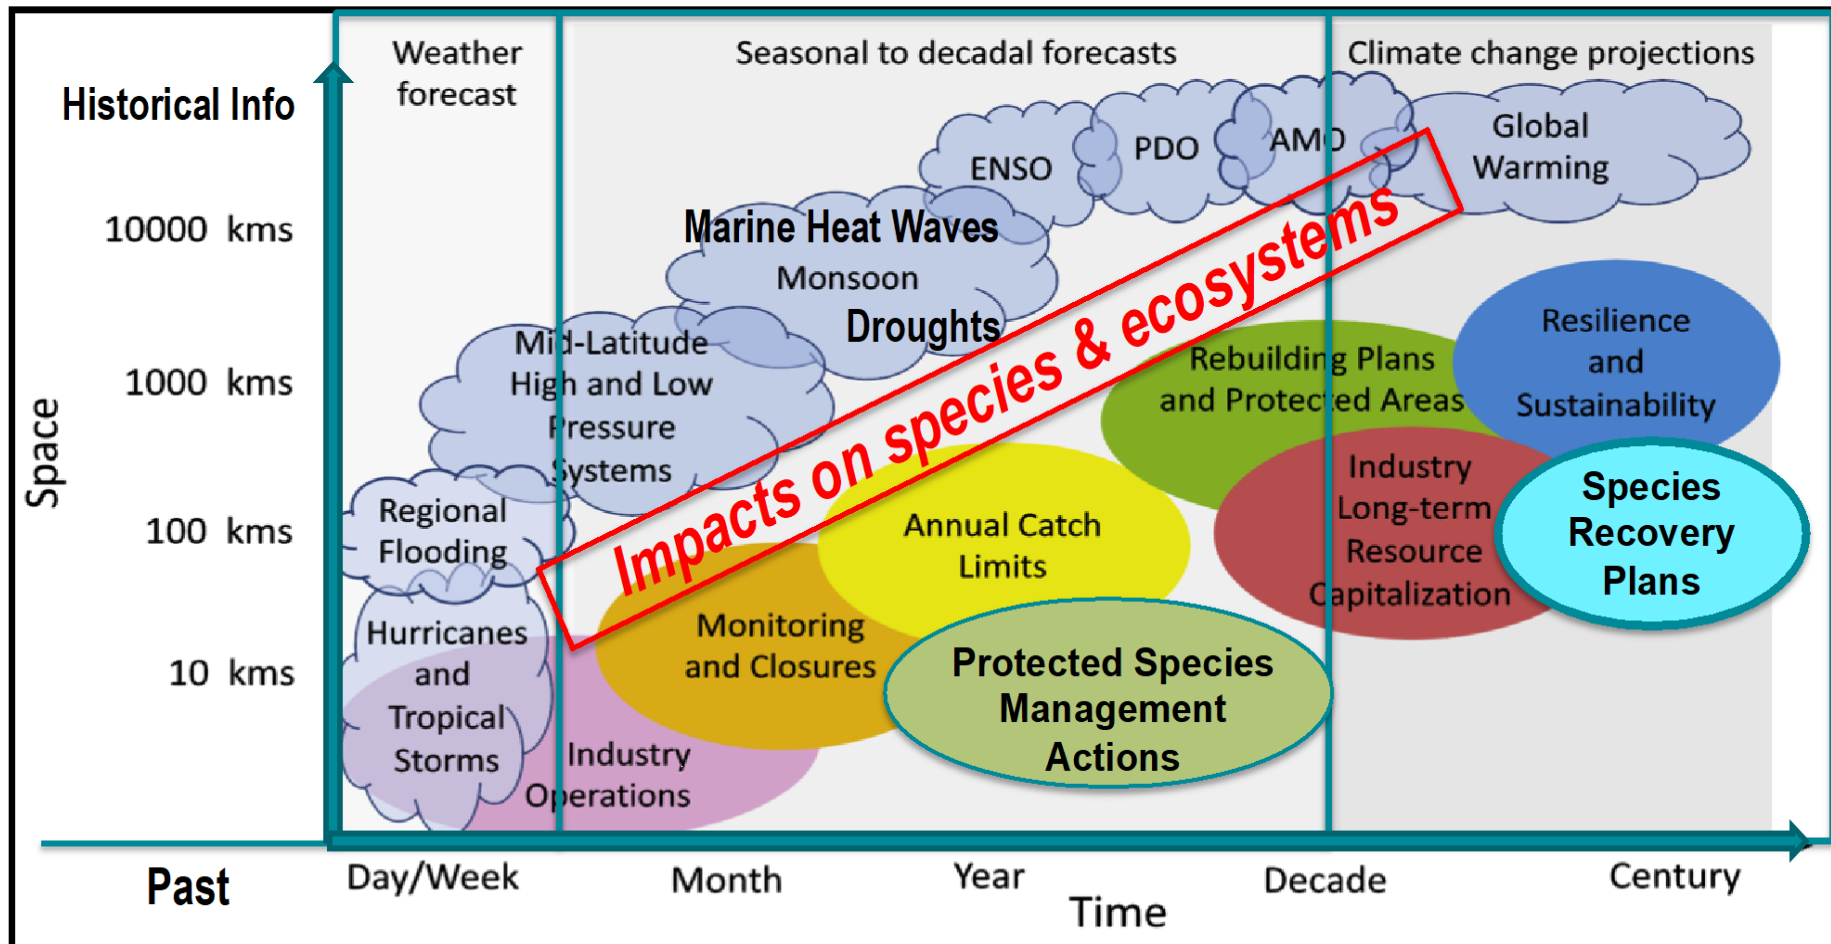 Weather
forecast
Seasonal to decadal forecasts
Climate change projections
Historical Info
10000 kms
1000 kms
100 kms
10 kms
Space
ENSO
PDO
AMO
Global
Warming
Marine Heat Waves
Monsoon
Droughts
Mid-Latitude
High and Low
Pressure
Systems
Regional
Flooding
Hurricanes
and
Tropical
Storms
Impacts on species & ecosystems
Resilience
and
Sustainability
Rebuilding Plans
and Protected Areas
Industry
Long-term
Resource
Capitalization
Species
Recovery
Plans
Annual Catch
Limits
Monitoring
and Closures
Protected Species
Management
Actions
Industry
Operations
Past
Day/Week
Month
Year
Decade
Century
Time